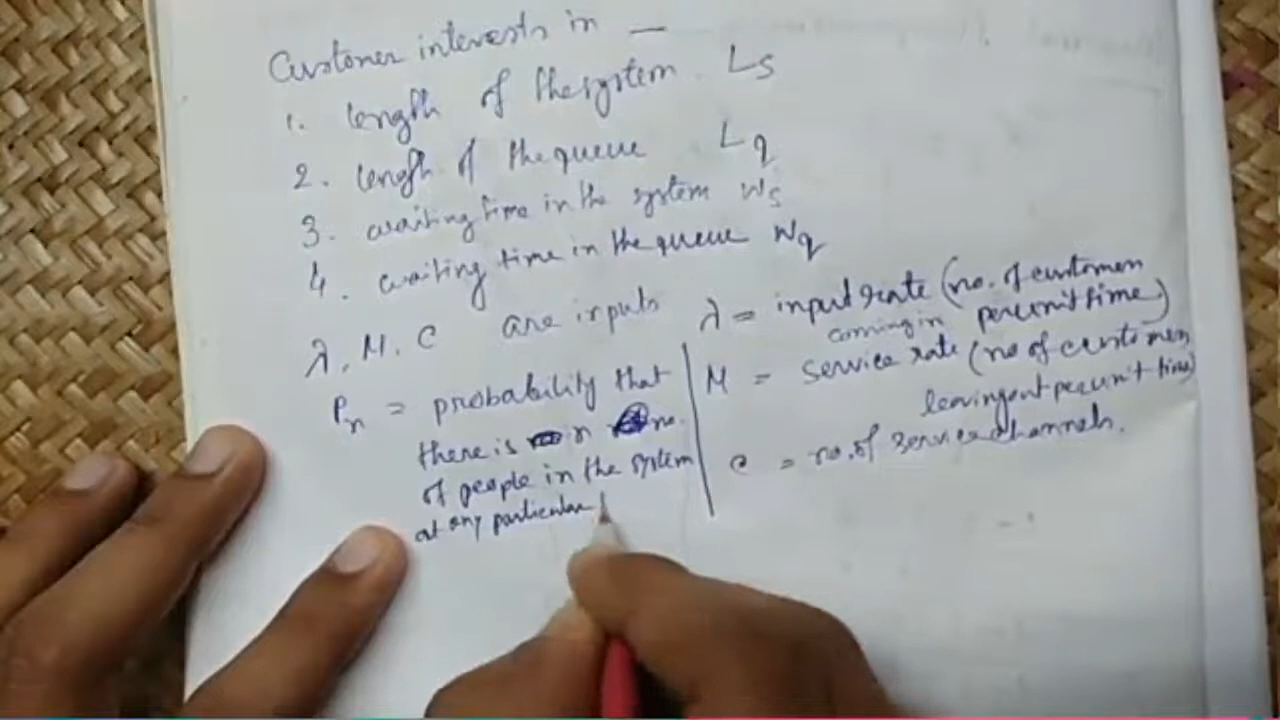 Customer interests in —
1. length of the system Ls
2. length of the queue Lq
3. waiting time in the system Ws
4. waiting time in the queue Wq
λ, M, C are inputs
Pn = probability that
there is n no.
of people in the system
at any particular
λ = input rate (no. of customers
coming in per unit time)
M = service rate (no of customers
leaving out per unit time)
C = no. of service channels.